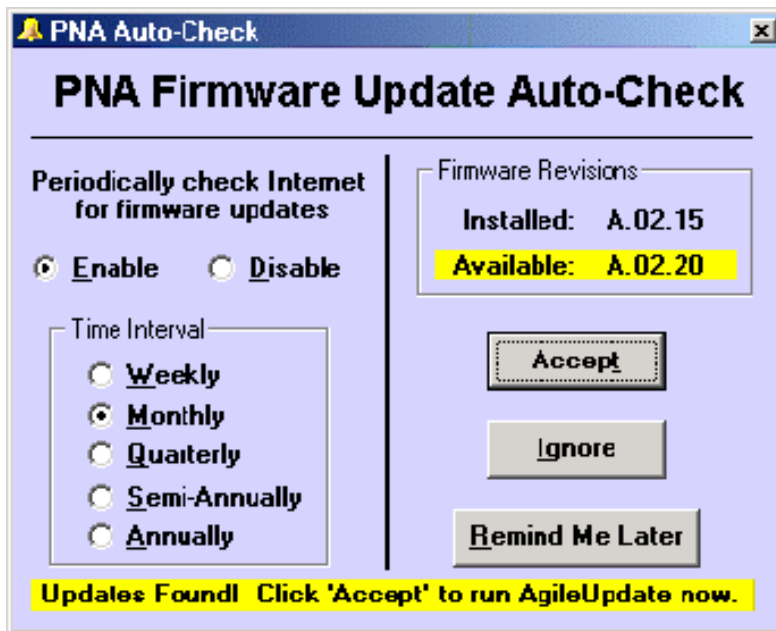 PNA Auto-Check
PNA Firmware Update Auto-Check
Periodically check Internet
for firmware updates
Enable
Disable
Time Interval
Weekly
Monthly
Quarterly
Semi-Annually
Annually
Firmware Revisions
Installed: A.02.15
Available: A.02.20
Accept
Ignore
Remind Me Later
Updates Found! Click 'Accept' to run AgileUpdate now.